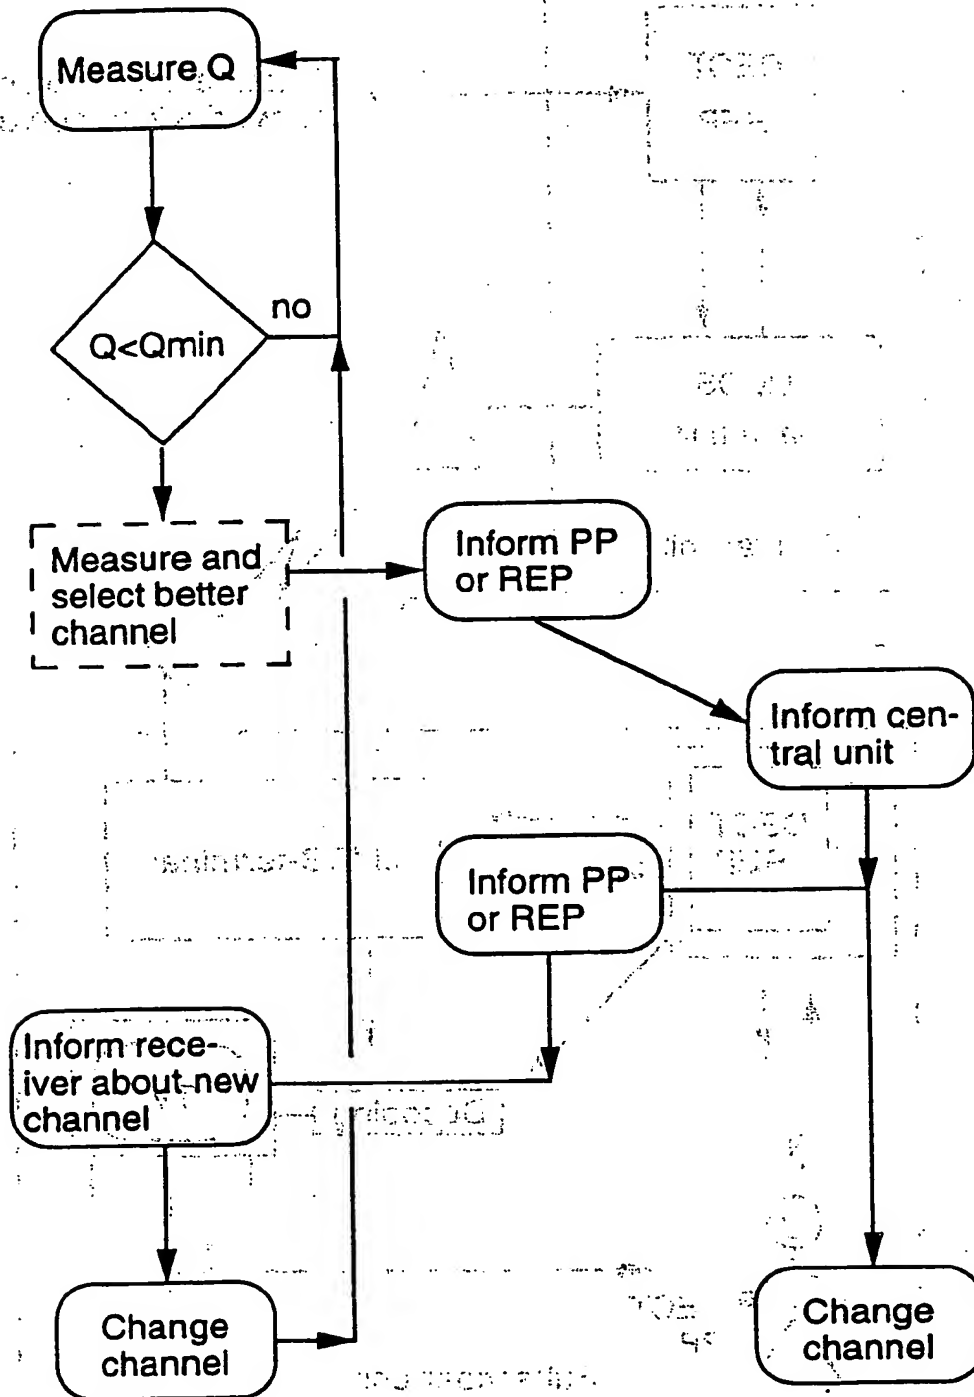 Measure Q
Q<Qmin
no
Measure and
select better
channel
Inform PP
or REP
Inform cen-
tral unit
Inform PP
or REP
Inform rece-
iver about new
channel
Change
channel
Change
channel